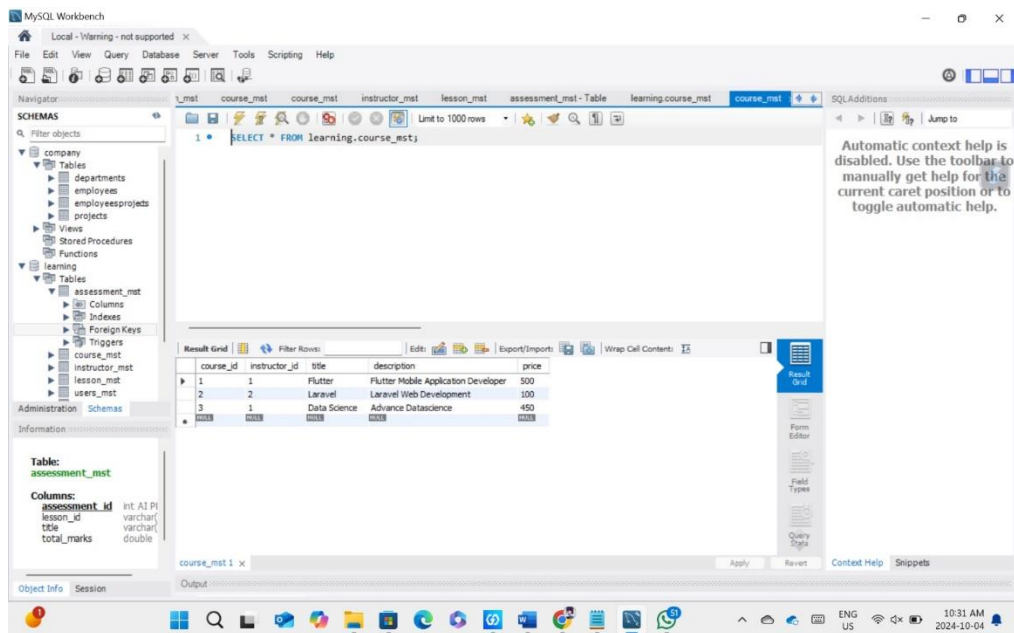 MySQL Workbench
Local - Warning - not supported
File Edit View Query Database Server Tools Scripting Help
Navigator
SCHEMAS
Filter objects
company
Tables
departments
employees
employeesprojects
projects
Views
Stored Procedures
Functions
learning
Tables
assessment_mst
Columns
Indexes
Foreign Keys
Triggers
course_mst
instructor_mst
lesson_mst
users_mst
Administration Schemas
Information
Table:
assessment_mst
Columns:
assessment_id int AI PI
lesson_id varchar(
title varchar(
total_marks double
Object Info Session
_mst course_mst course_mst instructor_mst lesson_mst assessment_mst - Table learning.course_mst course_mst
Limit to 1000 rows
1 SELECT * FROM learning.course_mst;
Result Grid Filter Rows: Edit: Export/Import: Wrap Cell Content:
course_id instructor_id title description price
1 1 Flutter Flutter Mobile Application Developer 500
2 2 Laravel Laravel Web Development 100
3 1 Data Science Advance Datascience 450
NULL NULL NULL NULL NULL
Result Grid
Form Editor
Field Types
Query Stats
course_mst 1
Apply Revert
Output
SQLAdditions
Jump to
Automatic context help is
disabled. Use the toolbar to
manually get help for the
current caret position or to
toggle automatic help.
Context Help Snippets
ENG
US
10:31 AM
2024-10-04